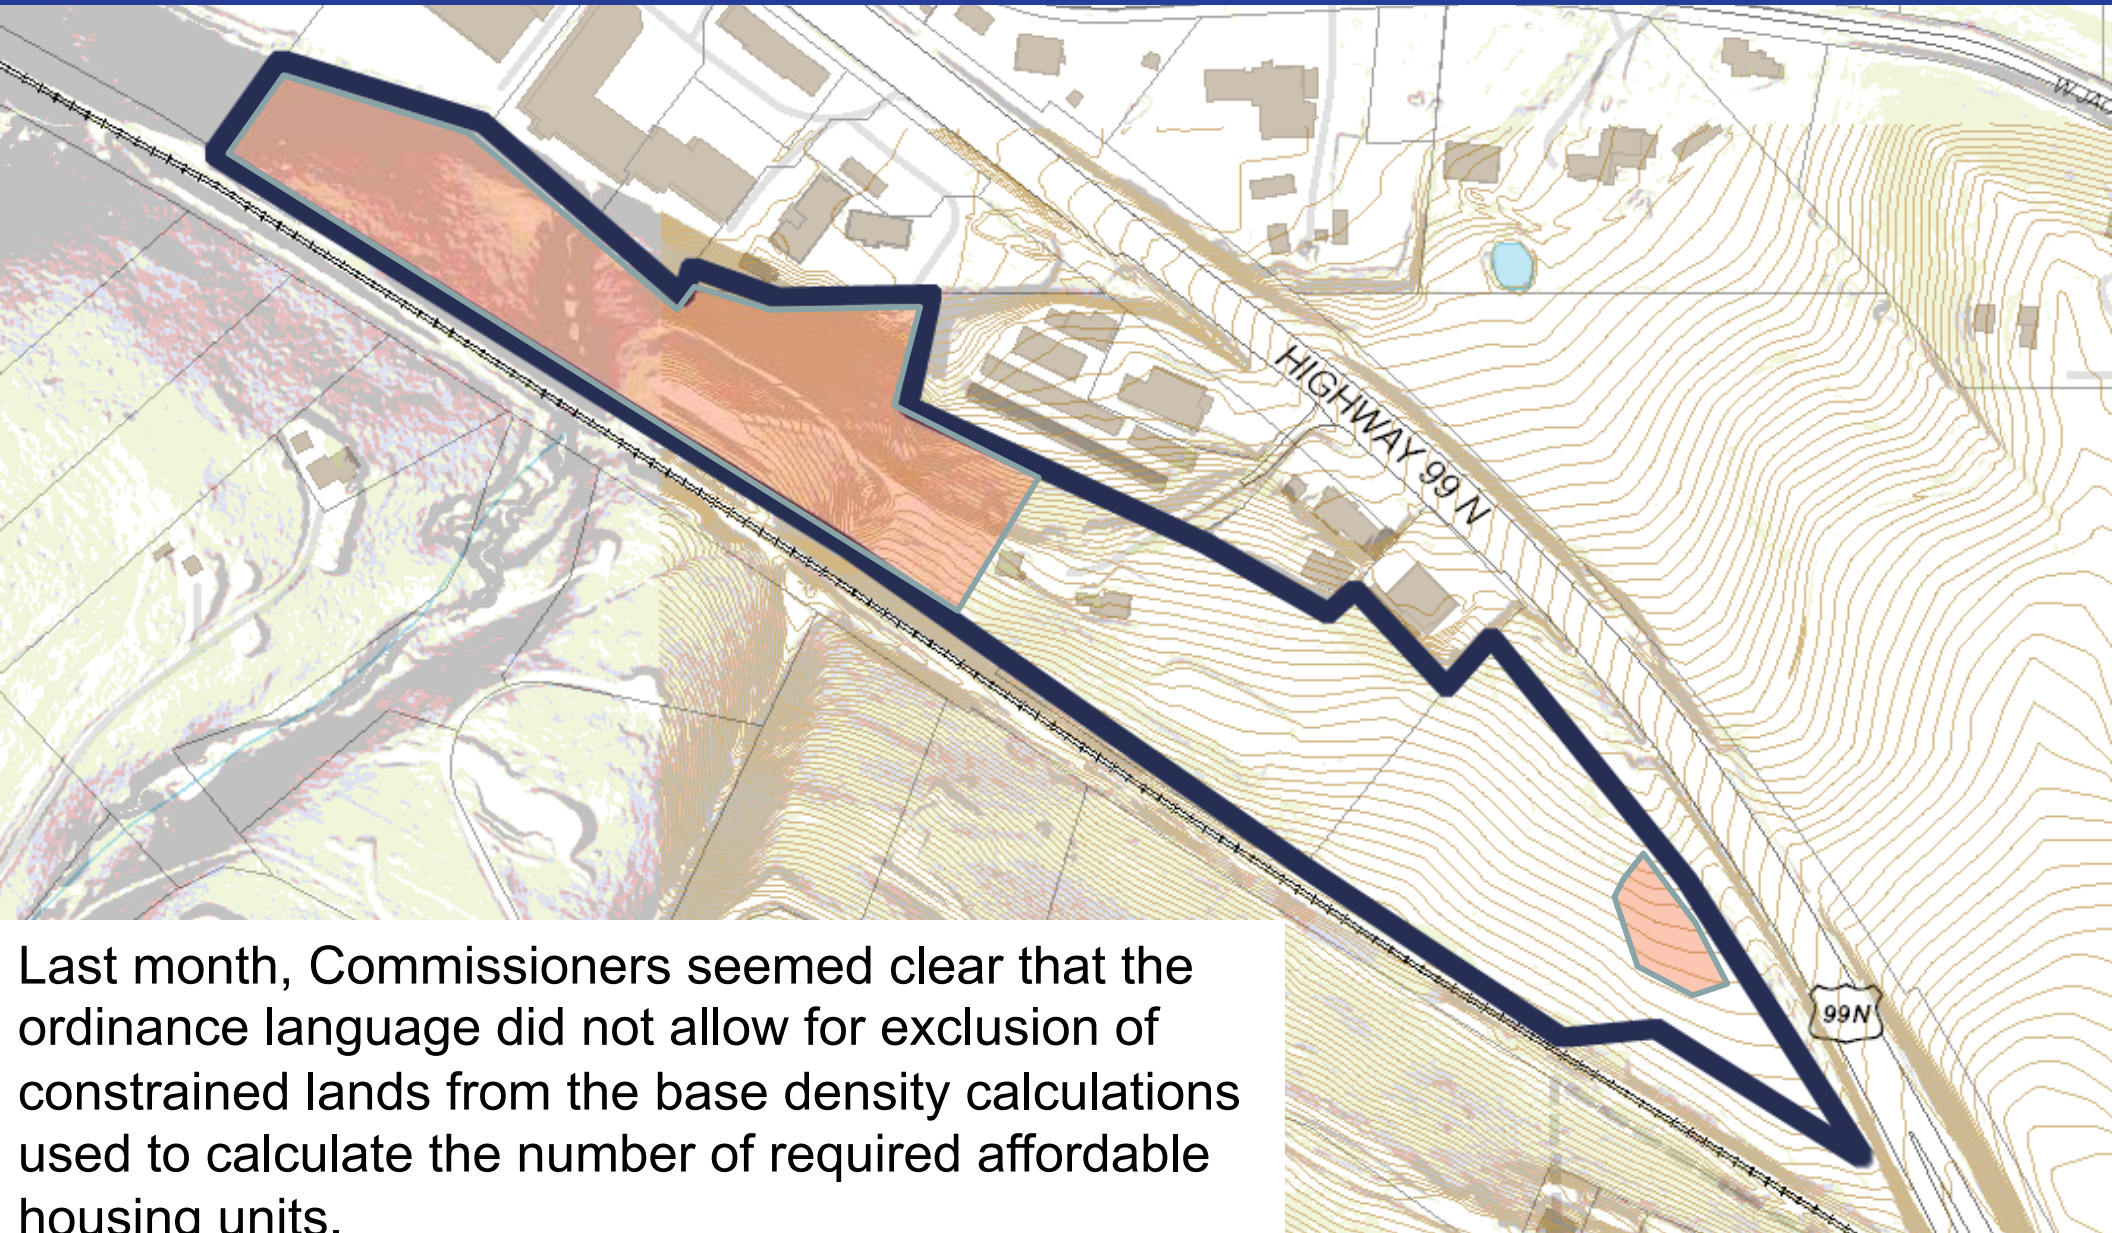 W JAC
HIGHWAY 99 N
99N
Last month, Commissioners seemed clear that the
ordinance language did not allow for exclusion of
constrained lands from the base density calculations
used to calculate the number of required affordable
housing units.